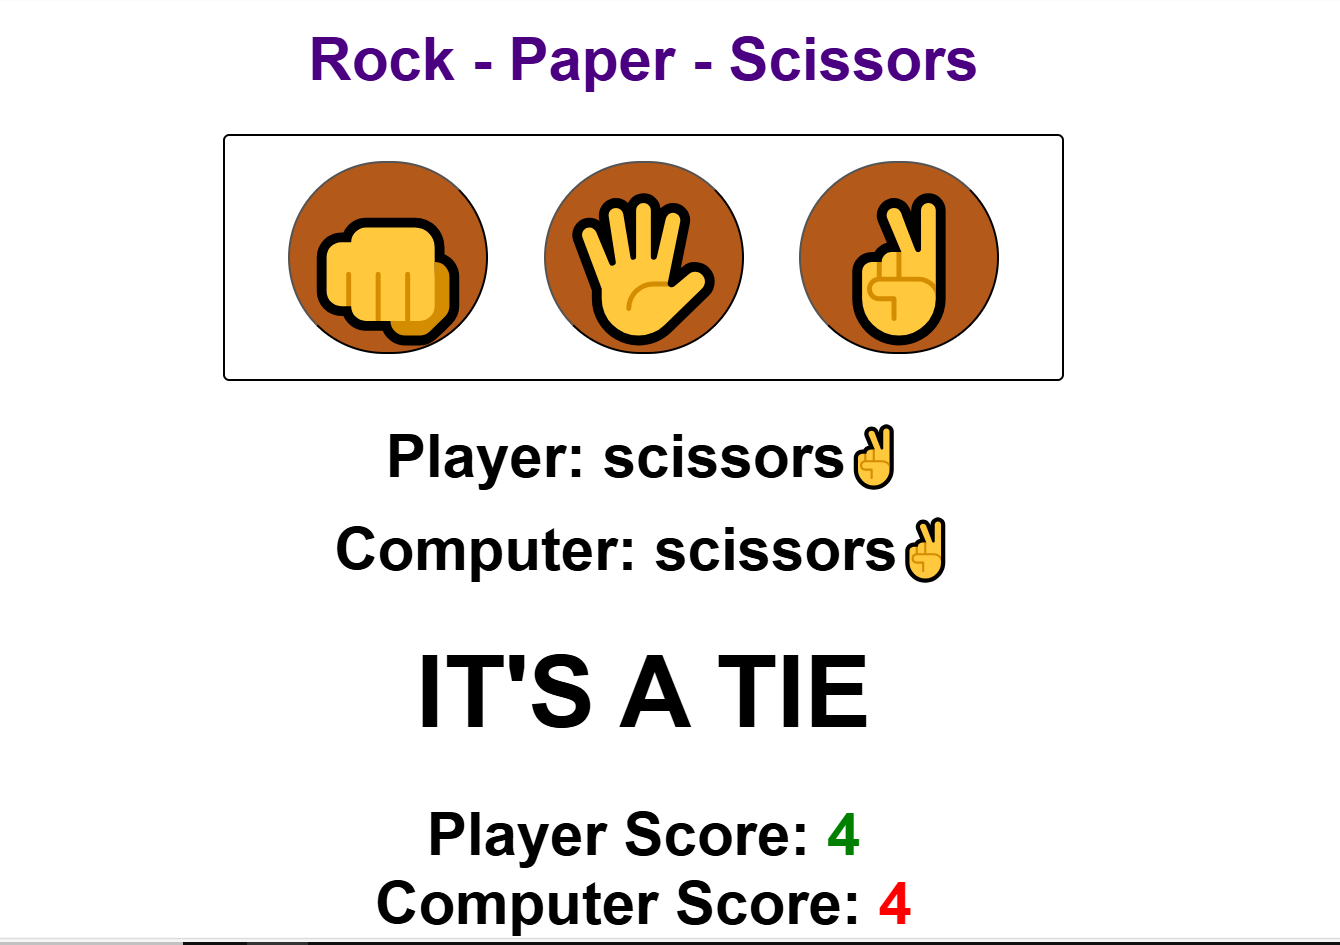 Rock - Paper - Scissors
Player: scissors✌
Computer: scissors✌
IT'S A TIE
Player Score: 4
Computer Score: 4